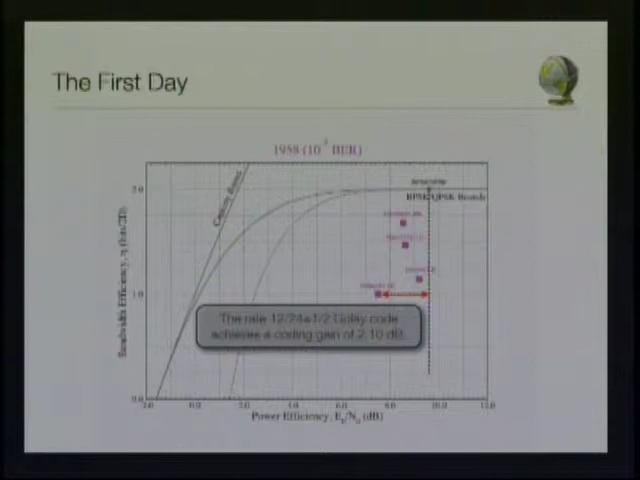 The First Day
1958 (10⁻⁵ BER)
Capacity Bound
2.0
BPSK/QPSK Bounds
Bandwidth Efficiency, η (bits/2D)
1.0
The rate 12/24=1/2 Golay code
achieves a coding gain of 2.10 dB.
0.0
-2.0 0.0 2.0 4.0 6.0 8.0 10.0 12.0
Power Efficiency, Eb/N0 (dB)